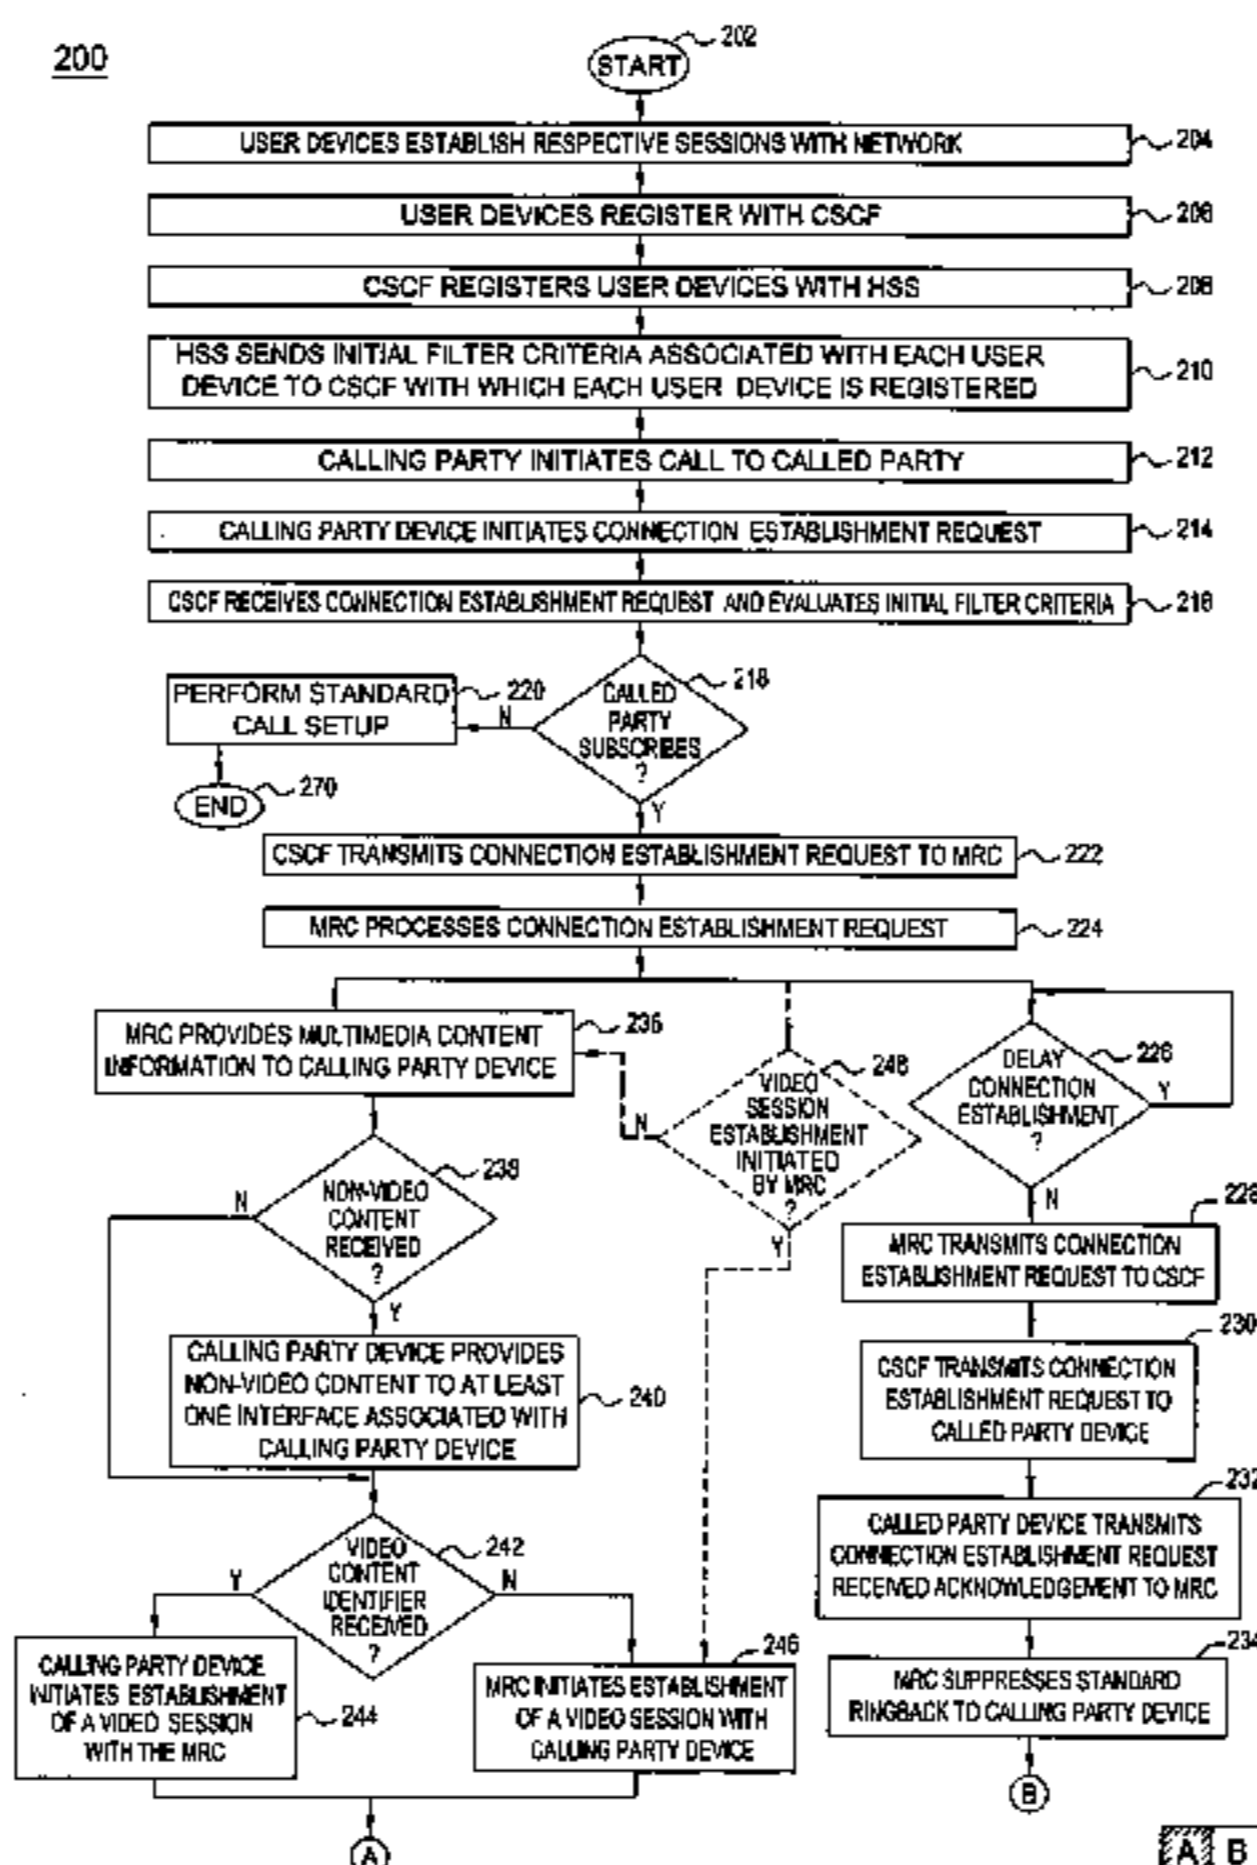 200
START
202
USER DEVICES ESTABLISH RESPECTIVE SESSIONS WITH NETWORK
204
USER DEVICES REGISTER WITH CSCF
206
CSCF REGISTERS USER DEVICES WITH HSS
208
HSS SENDS INITIAL FILTER CRITERIA ASSOCIATED WITH EACH USER
DEVICE TO CSCF WITH WHICH EACH USER DEVICE IS REGISTERED
210
CALLING PARTY INITIATES CALL TO CALLED PARTY
212
CALLING PARTY DEVICE INITIATES CONNECTION ESTABLISHMENT REQUEST
214
CSCF RECEIVES CONNECTION ESTABLISHMENT REQUEST AND EVALUATES INITIAL FILTER CRITERIA
216
CALLED
PARTY
SUBSCRIBES
?
218
N
Y
PERFORM STANDARD
CALL SETUP
220
END
270
CSCF TRANSMITS CONNECTION ESTABLISHMENT REQUEST TO MRC
222
MRC PROCESSES CONNECTION ESTABLISHMENT REQUEST
224
MRC PROVIDES MULTIMEDIA CONTENT
INFORMATION TO CALLING PARTY DEVICE
236
VIDEO
SESSION
ESTABLISHMENT
INITIATED
BY MRC
?
248
N
Y
DELAY
CONNECTION
ESTABLISHMENT
?
226
Y
N
NON-VIDEO
CONTENT
RECEIVED
?
238
N
Y
MRC TRANSMITS CONNECTION
ESTABLISHMENT REQUEST TO CSCF
228
CALLING PARTY DEVICE PROVIDES
NON-VIDEO CONTENT TO AT LEAST
ONE INTERFACE ASSOCIATED WITH
CALLING PARTY DEVICE
240
CSCF TRANSMITS CONNECTION
ESTABLISHMENT REQUEST TO
CALLED PARTY DEVICE
230
VIDEO
CONTENT
IDENTIFIER
RECEIVED
?
242
Y
N
CALLED PARTY DEVICE TRANSMITS
CONNECTION ESTABLISHMENT REQUEST
RECEIVED ACKNOWLEDGEMENT TO MRC
232
CALLING PARTY DEVICE
INITIATES ESTABLISHMENT
OF A VIDEO SESSION
WITH THE MRC
244
MRC INITIATES ESTABLISHMENT
OF A VIDEO SESSION WITH
CALLING PARTY DEVICE
246
MRC SUPPRESSES STANDARD
RINGBACK TO CALLING PARTY DEVICE
234
B
A
A B